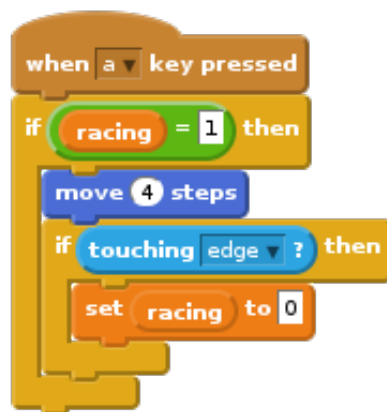 when a key pressed
if racing = 1 then
move 4 steps
if touching edge ? then
set racing to 0